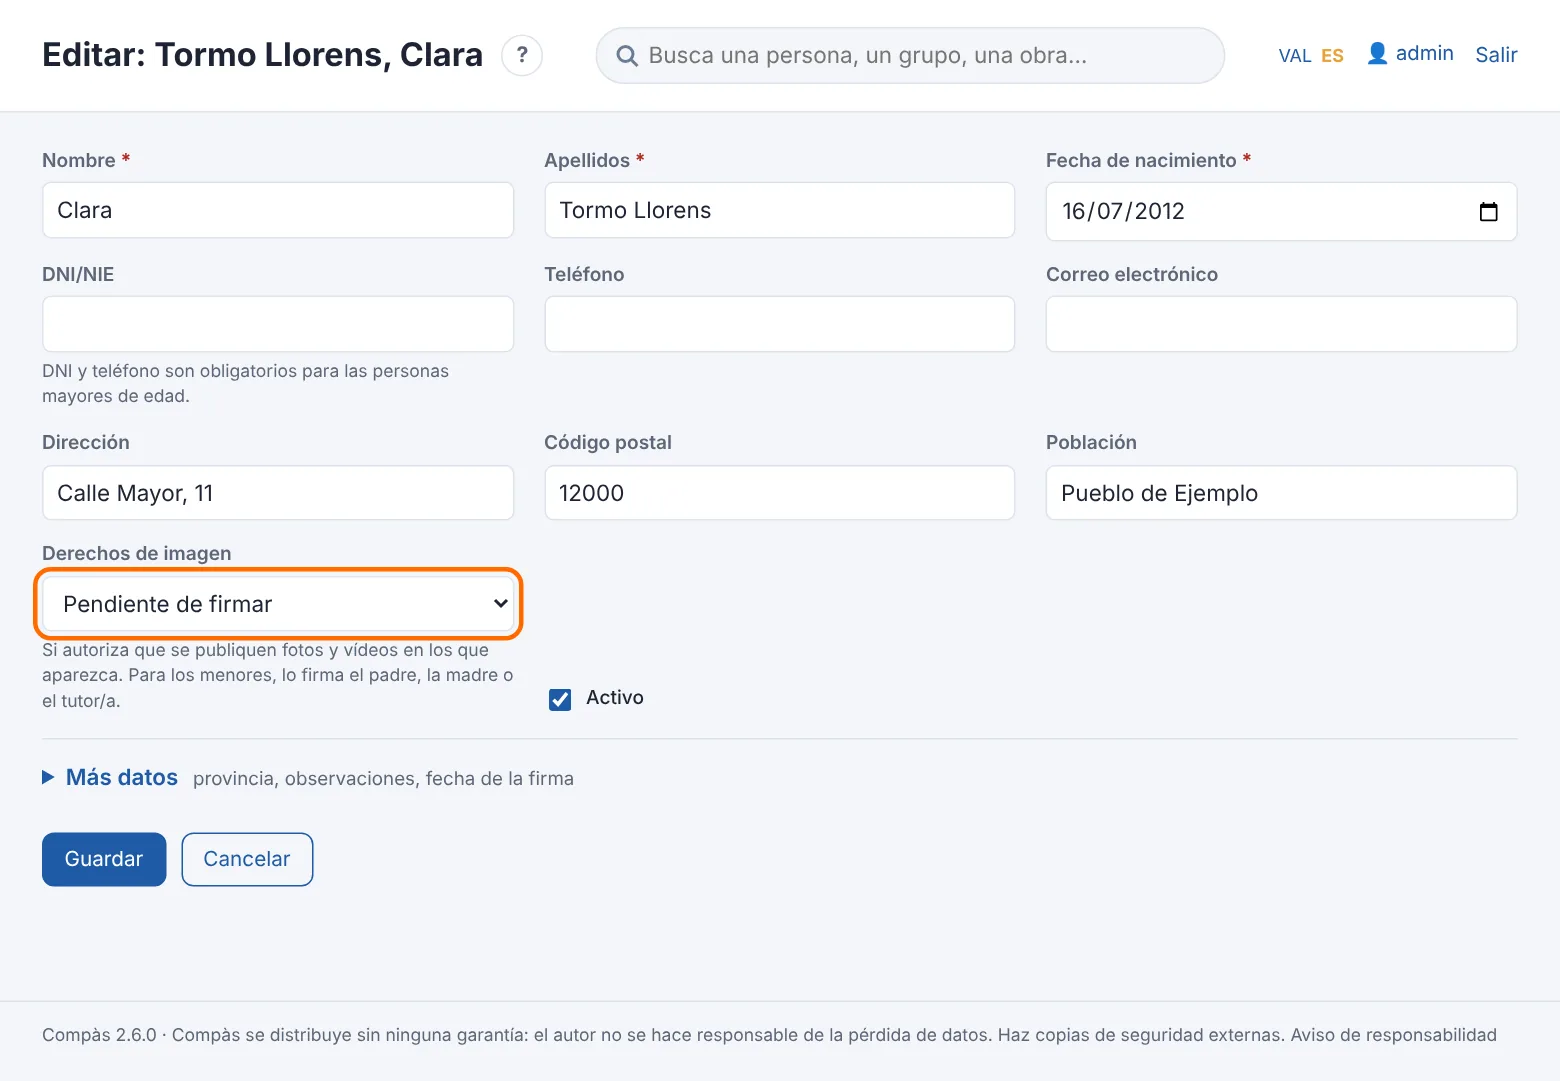 Editar: Tormo Llorens, Clara
?
Busca una persona, un grupo, una obra...
VAL ES
admin
Salir
Nombre *
Apellidos *
Fecha de nacimiento *
Clara
Tormo Llorens
16/07/2012
DNI/NIE
Teléfono
Correo electrónico
DNI y teléfono son obligatorios para las personas
mayores de edad.
Dirección
Código postal
Población
Calle Mayor, 11
12000
Pueblo de Ejemplo
Derechos de imagen
Pendiente de firmar
Si autoriza que se publiquen fotos y vídeos en los que
aparezca. Para los menores, lo firma el padre, la madre o
el tutor/a.
Activo
Más datos provincia, observaciones, fecha de la firma
Guardar
Cancelar
Compàs 2.6.0 · Compàs se distribuye sin ninguna garantía: el autor no se hace responsable de la pérdida de datos. Haz copias de seguridad externas. Aviso de responsabilidad